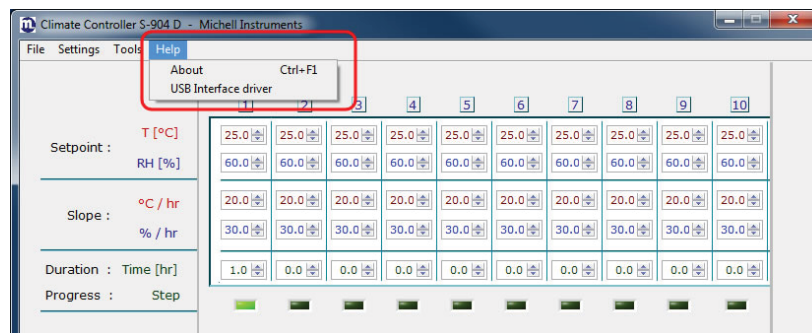 Climate Controller S-904 D - Michell Instruments
File Settings Tools Help
About Ctrl+F1
USB Interface driver
1 2 3 4 5 6 7 8 9 10
Setpoint :
T [°C] 25.0 25.0 25.0 25.0 25.0 25.0 25.0 25.0 25.0 25.0
RH [%] 60.0 60.0 60.0 60.0 60.0 60.0 60.0 60.0 60.0 60.0
Slope :
°C / hr 20.0 20.0 20.0 20.0 20.0 20.0 20.0 20.0 20.0 20.0
% / hr 30.0 30.0 30.0 30.0 30.0 30.0 30.0 30.0 30.0 30.0
Duration : Time [hr] 1.0 0.0 0.0 0.0 0.0 0.0 0.0 0.0 0.0 0.0
Progress : Step